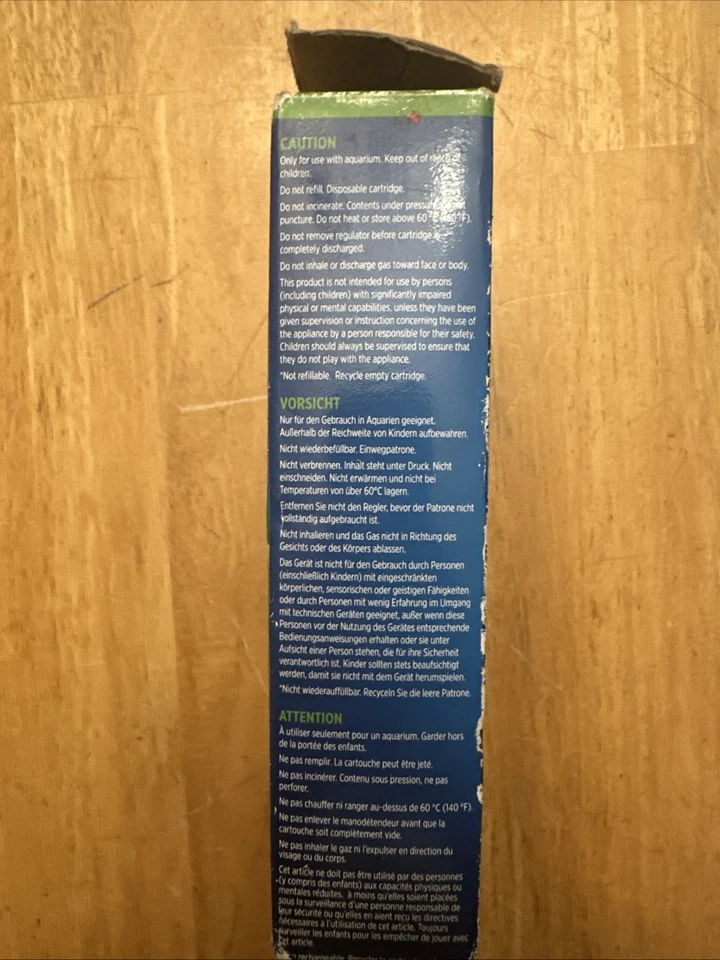 CAUTION
Only for use with aquarium. Keep out of reach of
children.
Do not refill. Disposable cartridge.
Do not incinerate. Contents under pressure
puncture. Do not heat or store above 60 °C °F).
Do not remove regulator before cartridge is
completely discharged.
Do not inhale or discharge gas toward face or body.
This product is not intended for use by persons
(including children) with significantly impaired
physical or mental capabilities, unless they have been
given supervision or instruction concerning the use of
the appliance by a person responsible for their safety.
Children should always be supervised to ensure that
they do not play with the appliance.
*Not refillable. Recycle empty cartridge.
VORSICHT
Nur für den Gebrauch in Aquarien geeignet.
Außerhalb der Reichweite von Kindern aufbewahren.
Nicht wiederbefüllbar. Einwegpatrone.
Nicht verbrennen. Inhalt steht unter Druck. Nicht
einschneiden. Nicht erwärmen und nicht bei
Temperaturen von über 60°C lagern.
Entfernen Sie nicht den Regler, bevor der Patrone nicht
vollständig aufgebraucht ist.
Nicht inhalieren und das Gas nicht in Richtung des
Gesichts oder des Körpers ablassen.
Das Gerät ist nicht für den Gebrauch durch Personen
(einschließlich Kindern) mit eingeschränkten
körperlichen, sensorischen oder geistigen Fähigkeiten
oder durch Personen mit wenig Erfahrung im Umgang
mit technischen Geräten geeignet, außer wenn diese
Personen vor der Nutzung des Gerätes entsprechende
Bedienungsanweisungen erhalten oder sie unter
Aufsicht einer Person stehen, die für ihre Sicherheit
verantwortlich ist. Kinder sollten stets beaufsichtigt
werden, damit sie nicht mit dem Gerät herumspielen.
*Nicht wiederauffüllbar. Recyceln Sie die leere Patrone.
ATTENTION
À utiliser seulement pour un aquarium. Garder hors
de la portée des enfants.
Ne pas remplir. La cartouche peut être jeté.
Ne pas incinérer. Contenu sous pression, ne pas
perforer.
Ne pas chauffer ni ranger au-dessus de 60 °C (140 °F).
Ne pas enlever le manodétendeur avant que la
cartouche soit complètement vide.
Ne pas inhaler le gaz ni l'expulser en direction du
visage ou du corps.
Cet article ne doit pas être utilisé par des personnes
(y compris des enfants) aux capacités physiques ou
mentales réduites, à moins qu'elles soient placées
sous la surveillance d'une personne responsable de
leur sécurité ou qu'elles en aient reçu les directives
nécessaires à l'utilisation de cet article. Toujours
surveiller les enfants pour les empêcher de jouer avec
cet article.